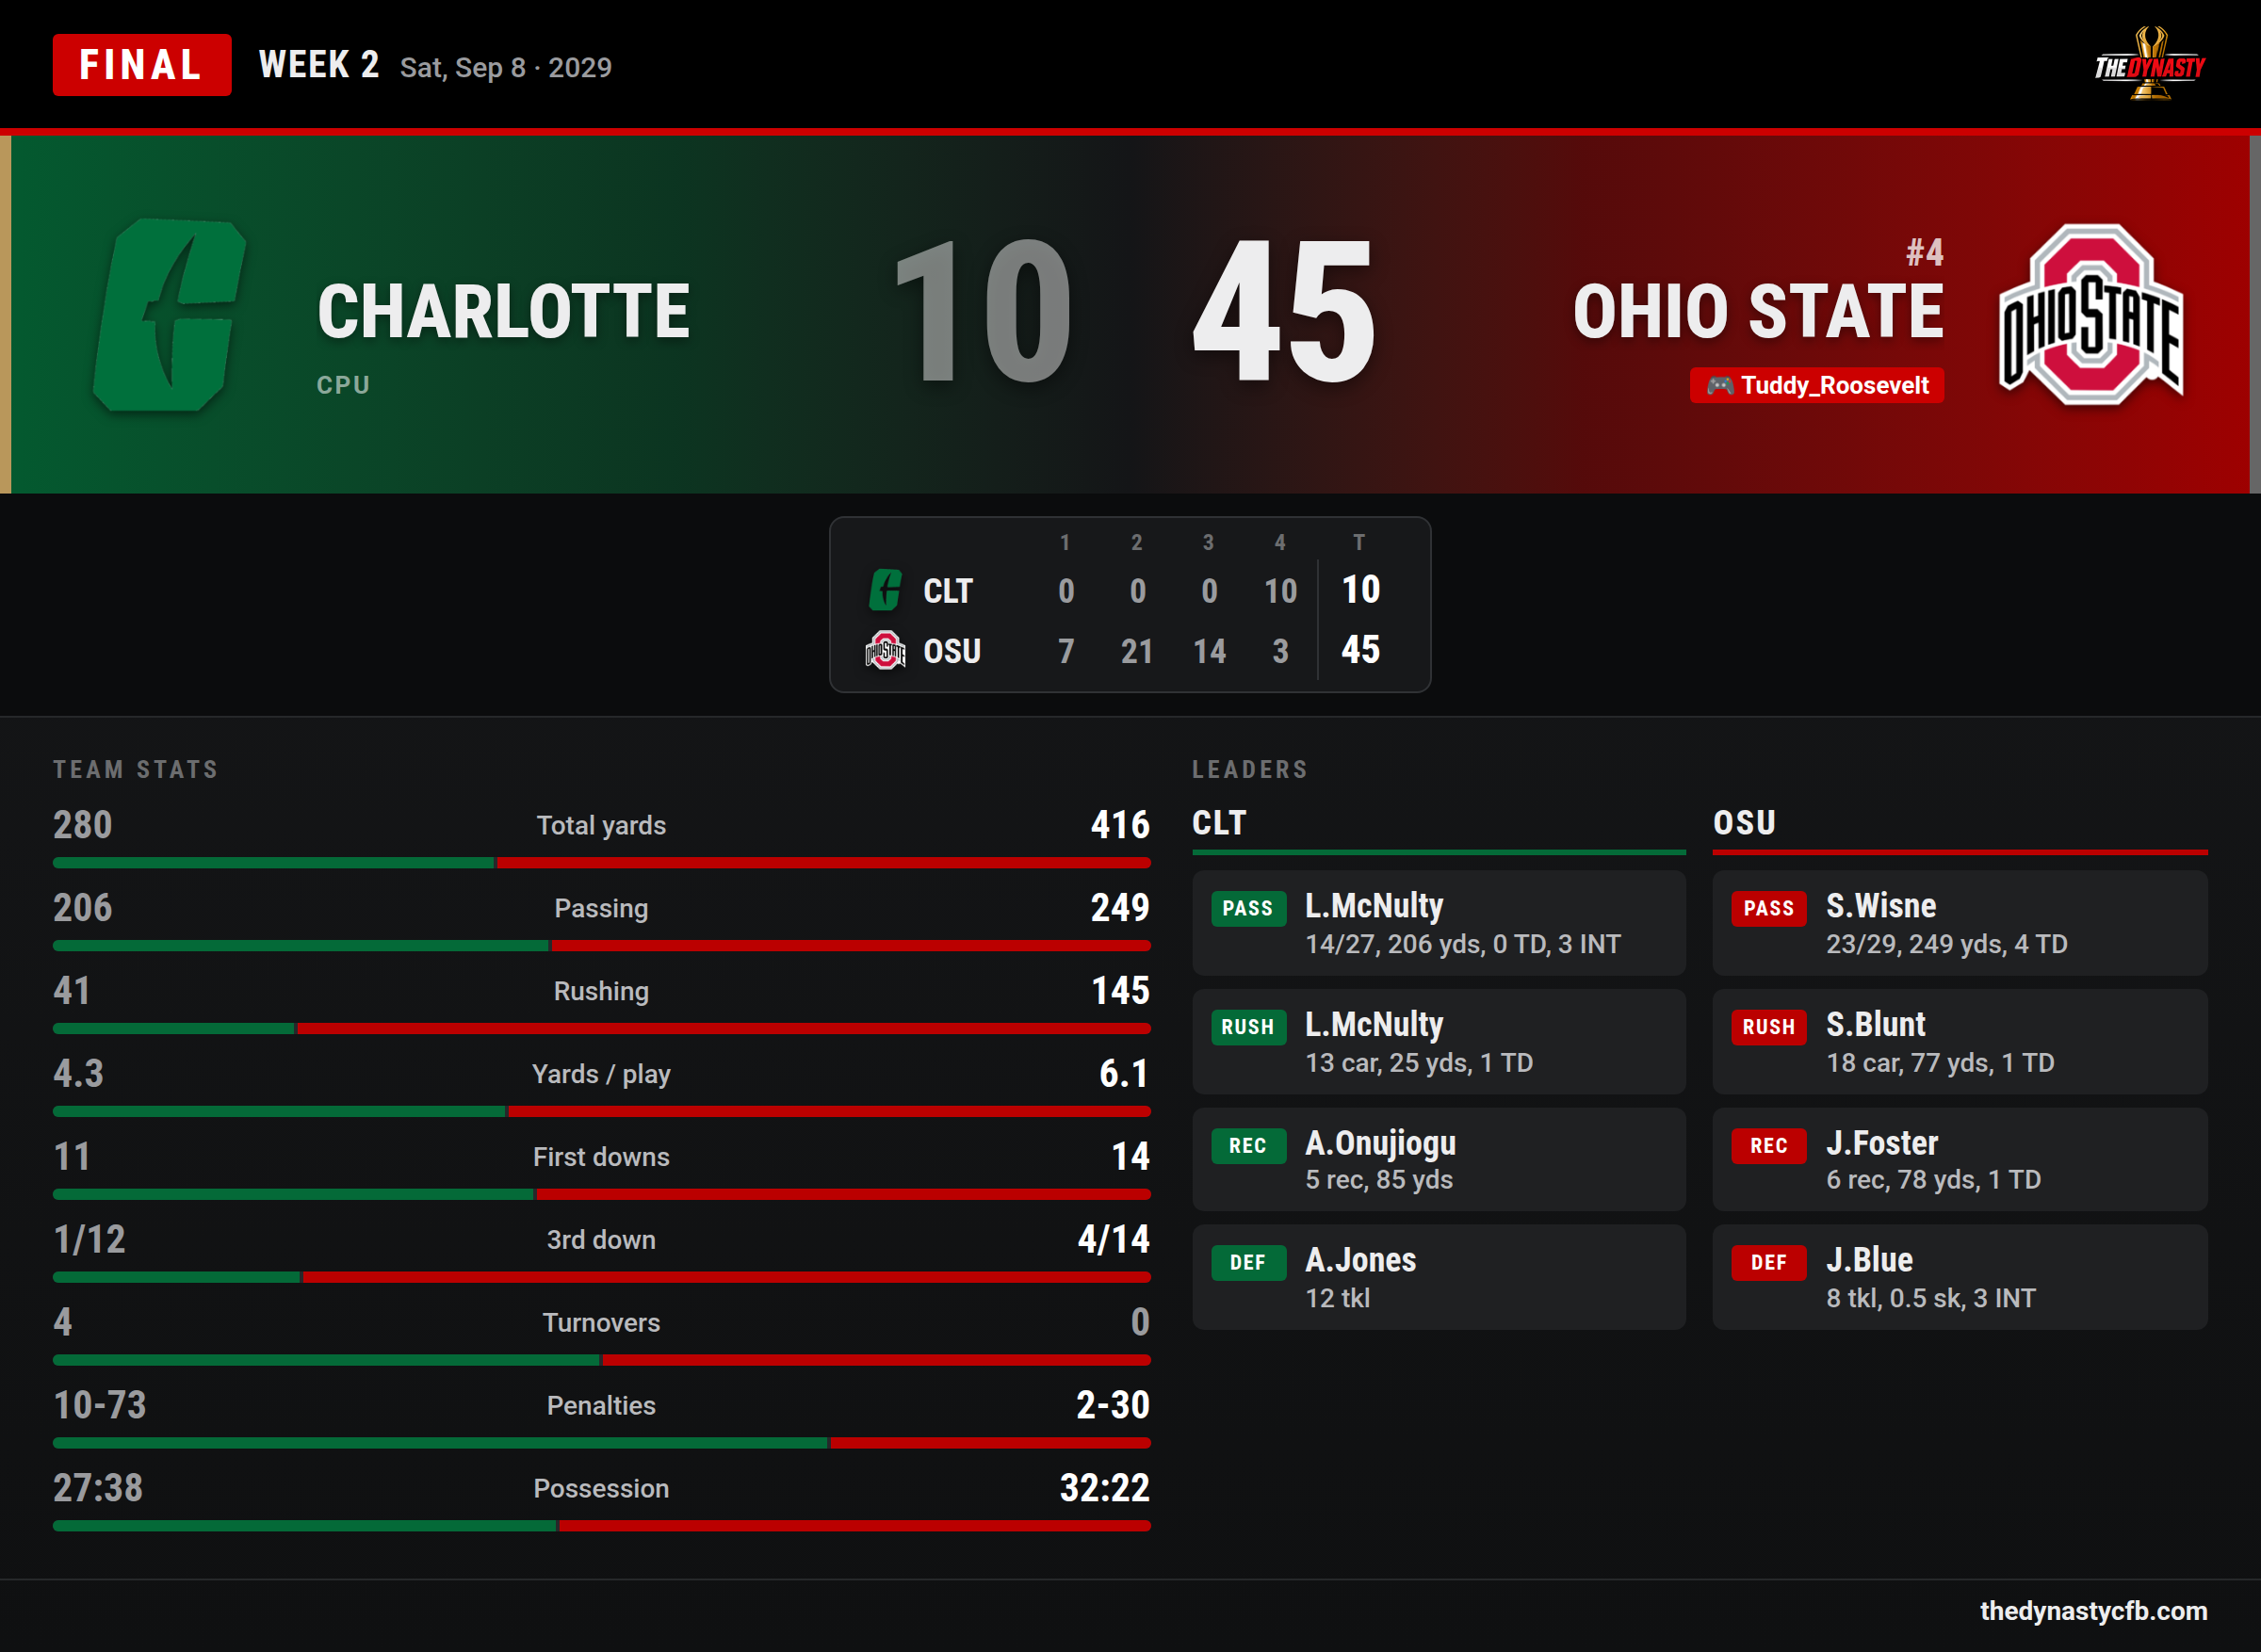 FINAL WEEK 2 Sat, Sep 8 · 2029
THE DYNASTY
CHARLOTTE
CPU
10 45
#4
OHIO STATE
🎮 Tuddy_Roosevelt
OHIO STATE
1 2 3 4 T
CLT 0 0 0 10 10
OHIO STATE OSU 7 21 14 3 45
TEAM STATS
280 Total yards 416
206 Passing 249
41 Rushing 145
4.3 Yards / play 6.1
11 First downs 14
1/12 3rd down 4/14
4 Turnovers 0
10-73 Penalties 2-30
27:38 Possession 32:22
LEADERS
CLT
PASS L.McNulty
14/27, 206 yds, 0 TD, 3 INT
RUSH L.McNulty
13 car, 25 yds, 1 TD
REC A.Onujiogu
5 rec, 85 yds
DEF A.Jones
12 tkl
OSU
PASS S.Wisne
23/29, 249 yds, 4 TD
RUSH S.Blunt
18 car, 77 yds, 1 TD
REC J.Foster
6 rec, 78 yds, 1 TD
DEF J.Blue
8 tkl, 0.5 sk, 3 INT
thedynastycfb.com